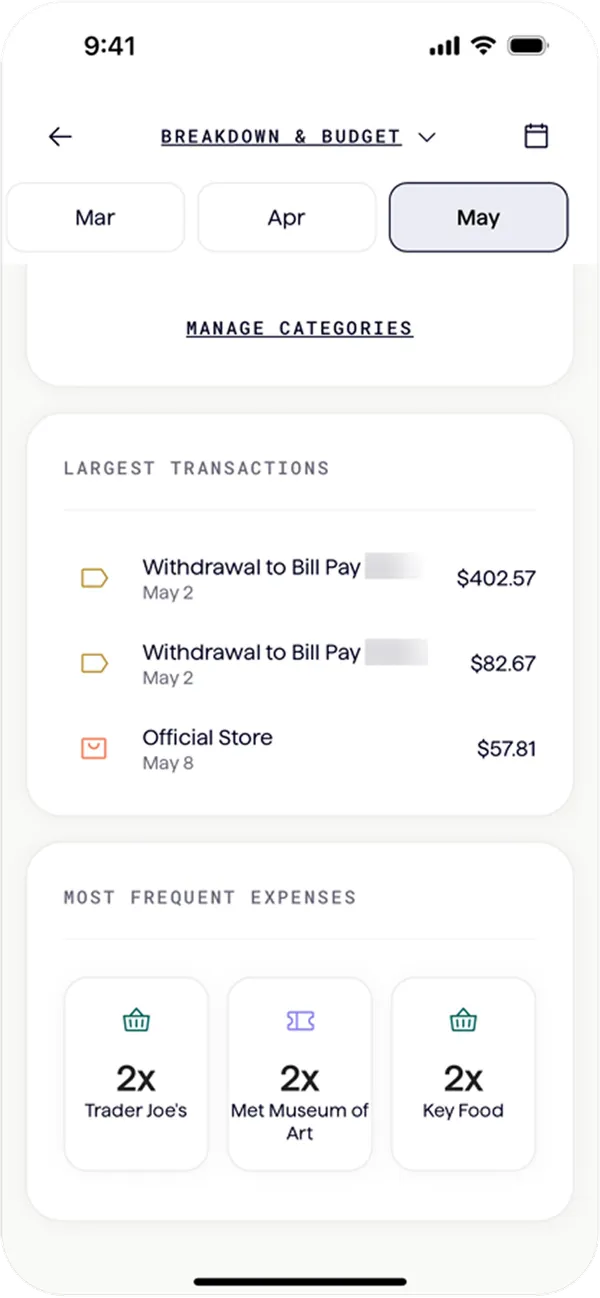 9:41
BREAKDOWN & BUDGET
Mar Apr May
MANAGE CATEGORIES
LARGEST TRANSACTIONS
Withdrawal to Bill Pay $402.57
May 2
Withdrawal to Bill Pay $82.67
May 2
Official Store $57.81
May 8
MOST FREQUENT EXPENSES
2x 2x 2x
Trader Joe's Met Museum of Key Food
Art